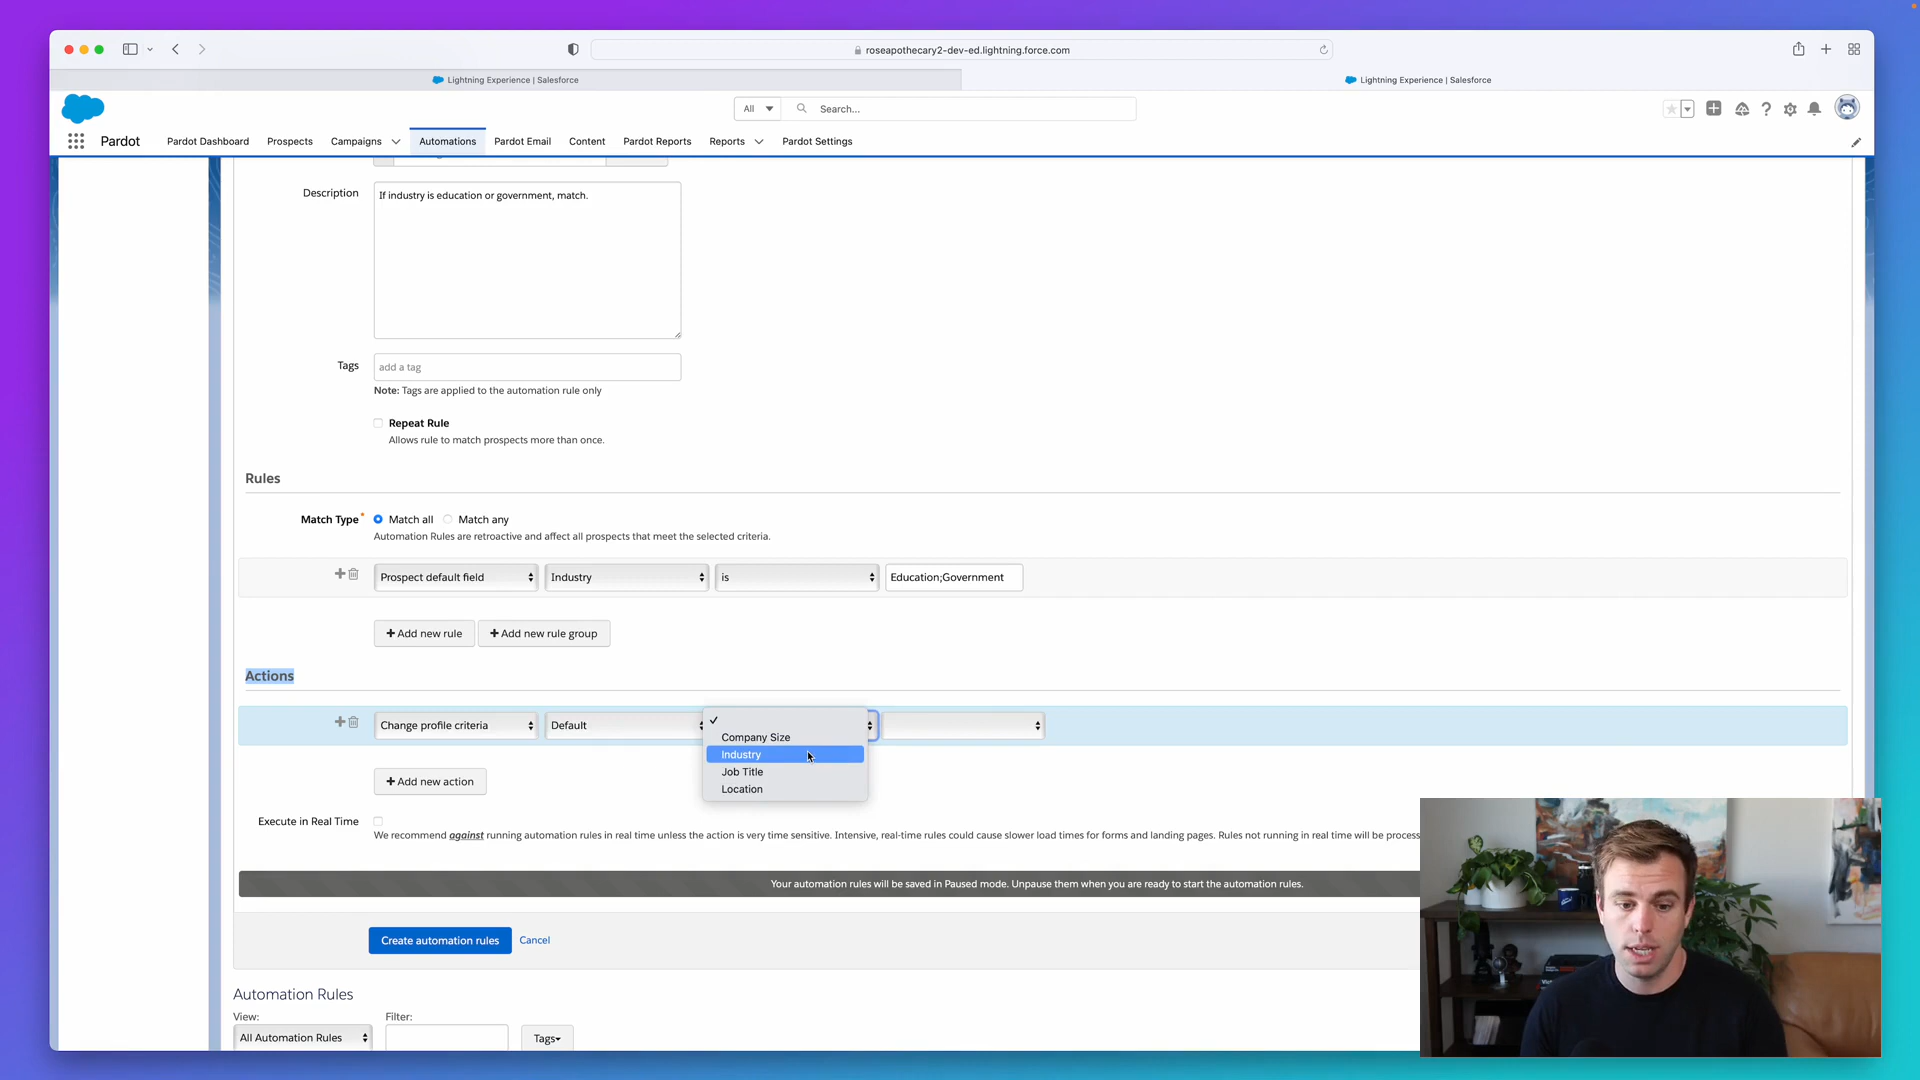 roseapothecary2-dev-ed.lightning.force.com
Lightning Experience | Salesforce
Lightning Experience | Salesforce
All
Search...
Pardot
Pardot Dashboard
Prospects
Campaigns
Automations
Pardot Email
Content
Pardot Reports
Reports
Pardot Settings
Description
If industry is education or government, match.
Tags
add a tag
Note: Tags are applied to the automation rule only
Repeat Rule
Allows rule to match prospects more than once.
Rules
Match Type*
Match all
Match any
Automation Rules are retroactive and affect all prospects that meet the selected criteria.
Prospect default field
Industry
is
Education;Government
+ Add new rule
+ Add new rule group
Actions
Change profile criteria
Default
Company Size
Industry
Job Title
Location
+ Add new action
Execute in Real Time
We recommend against running automation rules in real time unless the action is very time sensitive. Intensive, real-time rules could cause slower load times for forms and landing pages. Rules not running in real time will be process
Your automation rules will be saved in Paused mode. Unpause them when you are ready to start the automation rules.
Create automation rules
Cancel
Automation Rules
View:
Filter:
All Automation Rules
Tags